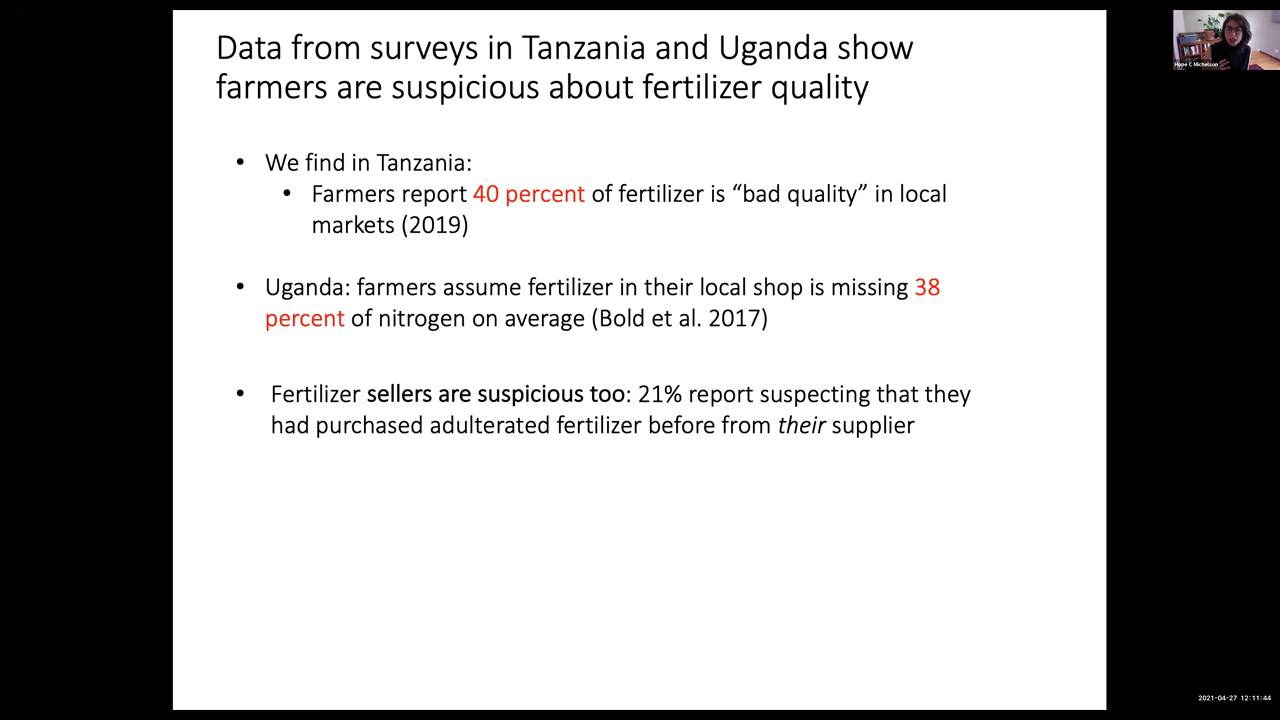 Data from surveys in Tanzania and Uganda show
farmers are suspicious about fertilizer quality
• We find in Tanzania:
• Farmers report 40 percent of fertilizer is “bad quality” in local
markets (2019)
• Uganda: farmers assume fertilizer in their local shop is missing 38
percent of nitrogen on average (Bold et al. 2017)
• Fertilizer sellers are suspicious too: 21% report suspecting that they
had purchased adulterated fertilizer before from their supplier
Hope C Michelson
2021-04-27 12:11:44